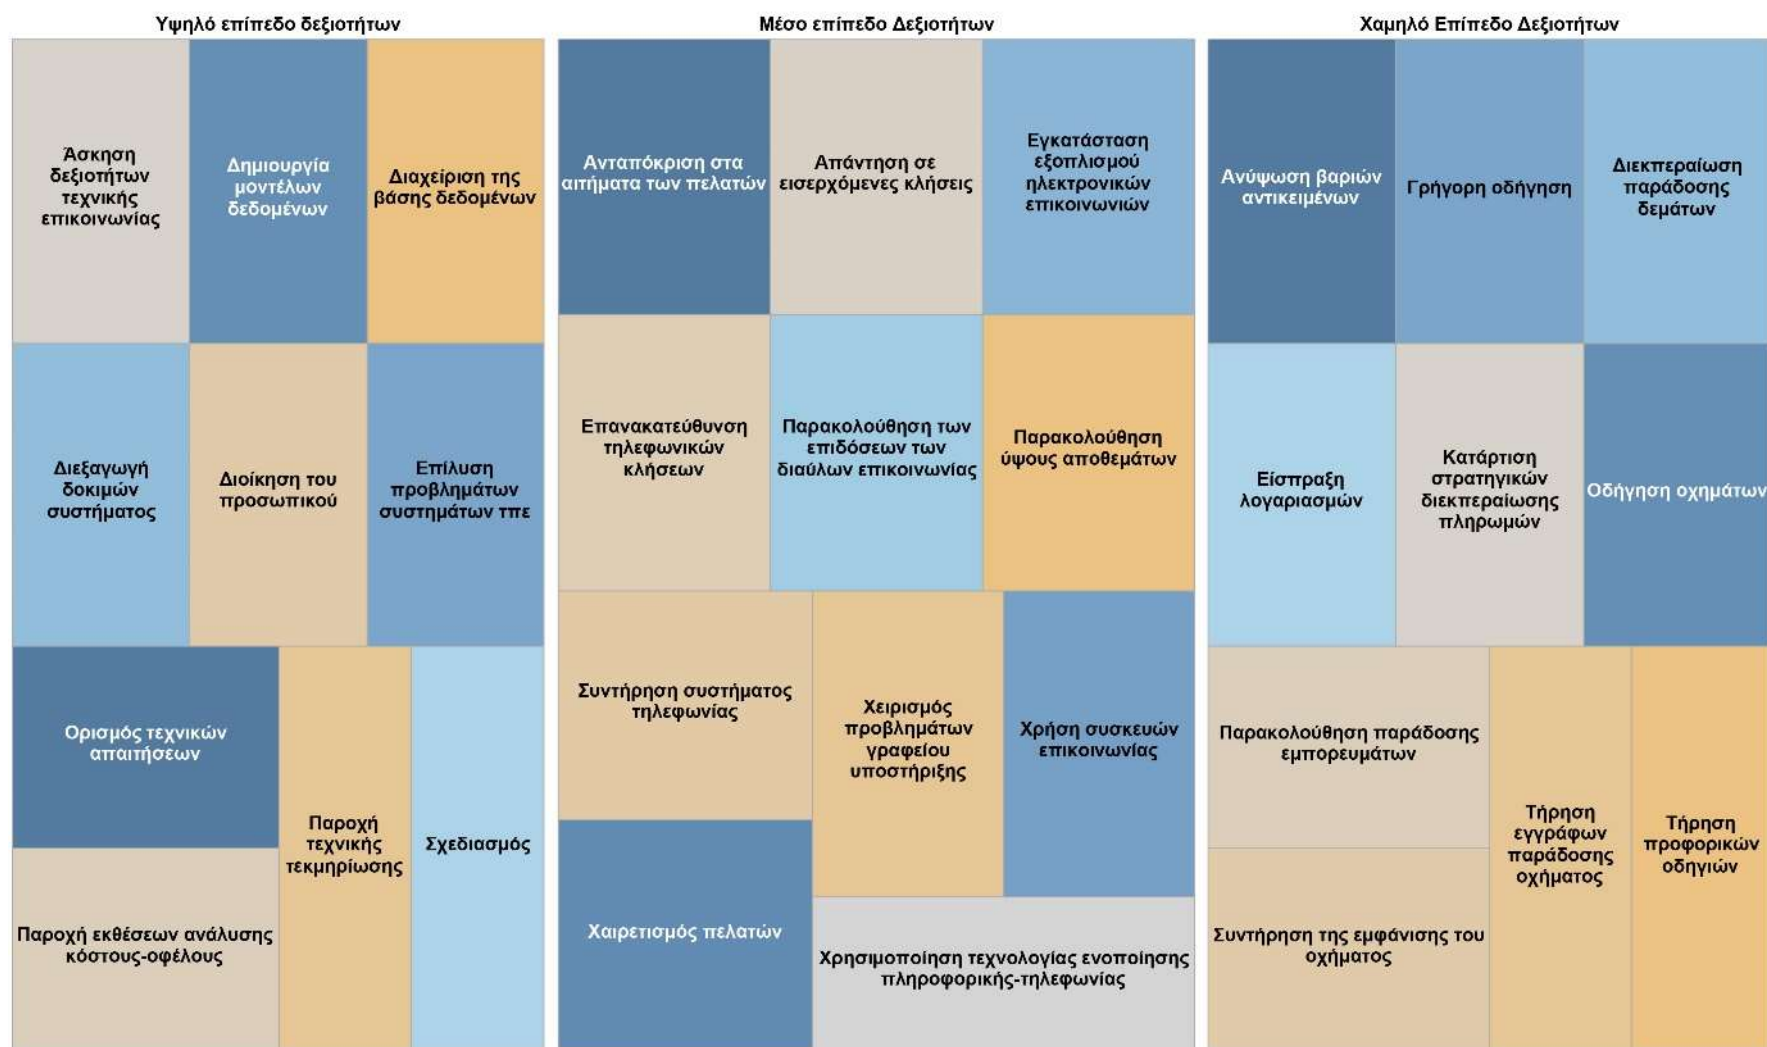 Υψηλό επίπεδο δεξιοτήτων
Άσκηση
δεξιοτήτων
τεχνικής
επικοινωνίας
Δημιουργία
μοντέλων
δεδομένων
Διαχείριση της
βάσης δεδομένων
Διεξαγωγή
δοκιμών
συστήματος
Διοίκηση του
προσωπικού
Επίλυση
προβλημάτων
συστημάτων τπε
Ορισμός τεχνικών
απαιτήσεων
Παροχή
τεχνικής
τεκμηρίωσης
Σχεδιασμός
Παροχή εκθέσεων ανάλυσης
κόστους-οφέλους
Μέσο επίπεδο Δεξιοτήτων
Ανταπόκριση στα
αιτήματα των πελατών
Απάντηση σε
εισερχόμενες κλήσεις
Εγκατάσταση
εξοπλισμού
ηλεκτρονικών
επικοινωνιών
Επανακατεύθυνση
τηλεφωνικών
κλήσεων
Παρακολούθηση των
επιδόσεων των
διαύλων επικοινωνίας
Παρακολούθηση
ύψους αποθεμάτων
Συντήρηση συστήματος
τηλεφωνίας
Χειρισμός
προβλημάτων
γραφείου
υποστήριξης
Χρήση συσκευών
επικοινωνίας
Χαιρετισμός πελατών
Χρησιμοποίηση τεχνολογίας ενοποίησης
πληροφορικής-τηλεφωνίας
Χαμηλό Επίπεδο Δεξιοτήτων
Ανύψωση βαριών
αντικειμένων
Γρήγορη οδήγηση
Διεκπεραίωση
παράδοσης
δεμάτων
Είσπραξη
λογαριασμών
Κατάρτιση
στρατηγικών
διεκπεραίωσης
πληρωμών
Οδήγηση οχημάτων
Παρακολούθηση παράδοσης
εμπορευμάτων
Τήρηση
εγγράφων
παράδοσης
οχήματος
Τήρηση
προφορικών
οδηγιών
Συντήρηση της εμφάνισης του
οχήματος